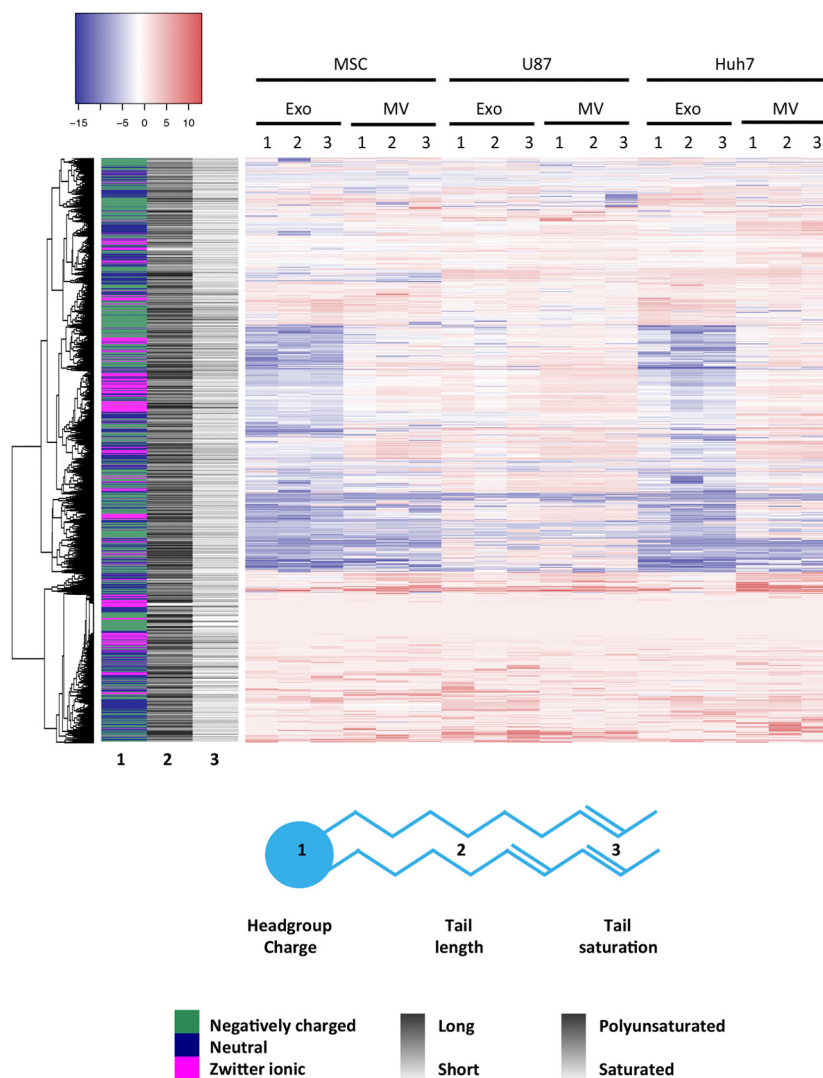 MSC U87 Huh7
Exo MV Exo MV Exo MV
-15 -5 0 5 10
1 2 3 1 2 3 1 2 3 1 2 3 1 2 3 1 2 3
1 2 3
1 2 3
Headgroup Charge
Tail length
Tail saturation
Negatively charged
Neutral
Zwitter ionic
Long
Short
Polyunsaturated
Saturated